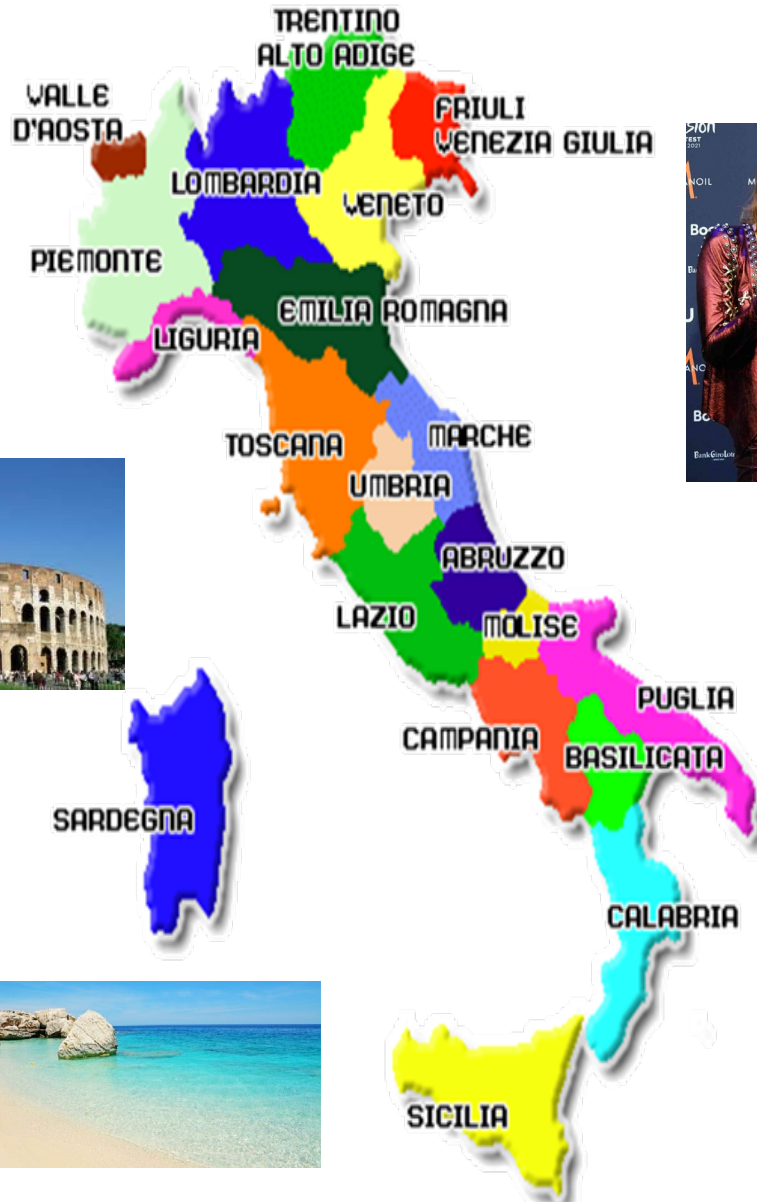 TRENTINO
ALTO ADIGE
VALLE
D'AOSTA
FRIULI
VENEZIA GIULIA
LOMBARDIA
VENETO
PIEMONTE
EMILIA ROMAGNA
LIGURIA
TOSCANA
MARCHE
UMBRIA
ABRUZZO
LAZIO
MOLISE
PUGLIA
CAMPANIA
BASILICATA
SARDEGNA
CALABRIA
SICILIA
2021